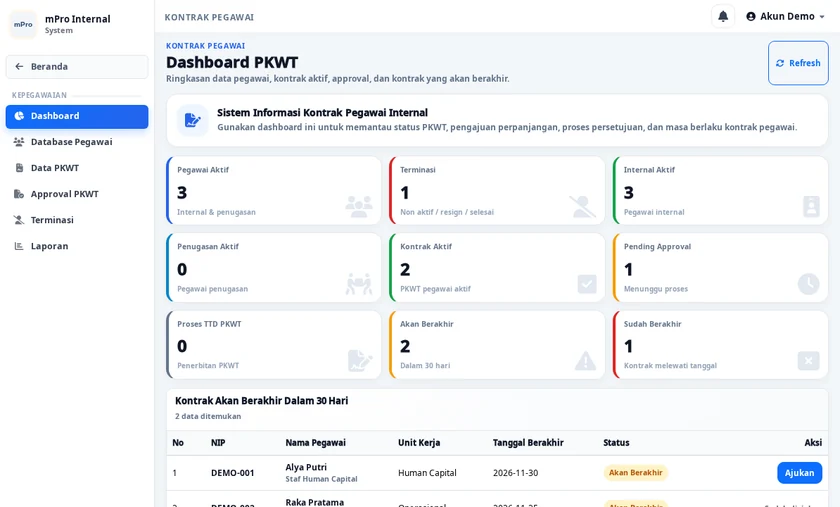 mPro
mPro Internal
System
KONTRAK PEGAWAI
Akun Demo
Beranda
KEPEGAWAIAN
Dashboard
Database Pegawai
Data PKWT
Approval PKWT
Terminasi
Laporan
KONTRAK PEGAWAI
Dashboard PKWT
Ringkasan data pegawai, kontrak aktif, approval, dan kontrak yang akan berakhir.
Refresh
Sistem Informasi Kontrak Pegawai Internal
Gunakan dashboard ini untuk memantau status PKWT, pengajuan perpanjangan, proses persetujuan, dan masa berlaku kontrak pegawai.
Pegawai Aktif
3
Internal & penugasan
Terminasi
1
Non aktif / resign / selesai
Internal Aktif
3
Pegawai internal
Penugasan Aktif
0
Pegawai penugasan
Kontrak Aktif
2
PKWT pegawai aktif
Pending Approval
1
Menunggu proses
Proses TTD PKWT
0
Penerbitan PKWT
Akan Berakhir
2
Dalam 30 hari
Sudah Berakhir
1
Kontrak melewati tanggal
Kontrak Akan Berakhir Dalam 30 Hari
2 data ditemukan
No NIP Nama Pegawai Unit Kerja Tanggal Berakhir Status Aksi
1 DEMO-001 Alya Putri Human Capital 2026-11-30 Akan Berakhir Ajukan
Staf Human Capital
Raka Pratama